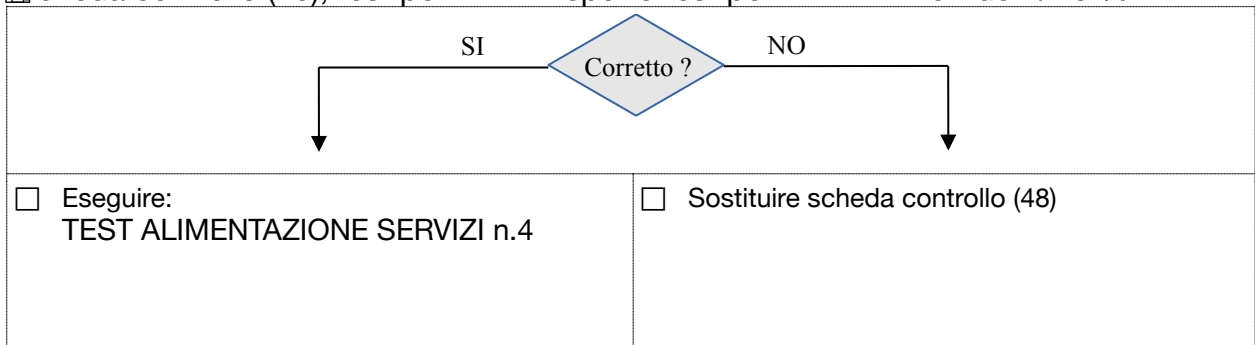 SI
NO
Corretto ?
Eseguire:
TEST ALIMENTAZIONE SERVIZI n.4
Sostituire scheda controllo (48)